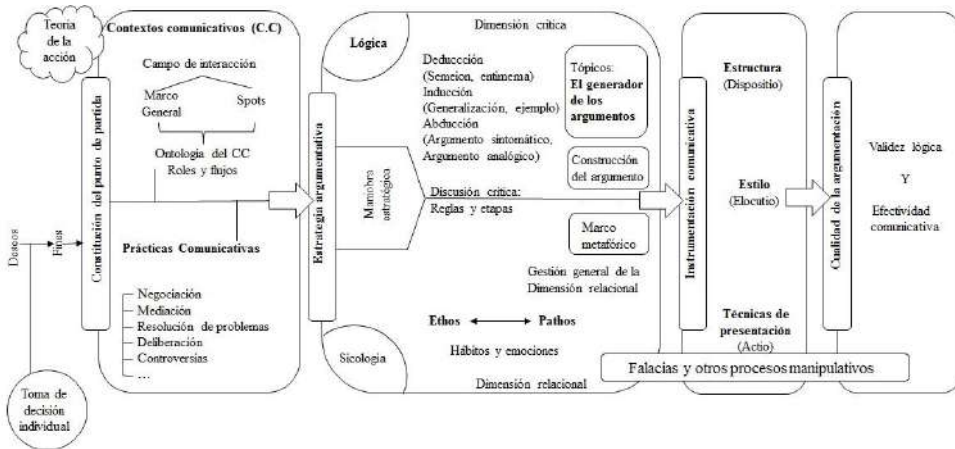 Teoría
de la
acción
Deseos
Fines
Toma de
decisión
individual
Constitución del punto de partida
Contextos comunicativos (C.C)
Campo de interacción
Marco
General
Spots
Ontología del CC
Roles y flujos
Prácticas Comunicativas
Negociación
Mediación
Resolución de problemas
Deliberación
Controversias
…
Estrategia argumentativa
Lógica
Dimensión crítica
Deduccción
(Semeion, entimema)
Inducción
(Generalización, ejemplo)
Abducción
(Argumento sintomático,
Argumento analógico)
Tópicos:
El generador
de los
argumentos
Construcción
del argumento
Maniobra
estratégica
Discusión crítica:
Reglas y etapas
Marco
metafórico
Gestión general de la
Dimensión relacional
Ethos
Pathos
Hábitos y emociones
Sicología
Dimensión relacional
Instrumentación comunicativa
Estructura
(Dispositio)
Estilo
(Elocutio)
Técnicas de
presentación
(Actio)
Falacias y otros procesos manipulativos
Cualidad de la argumentación
Validez lógica
Y
Efectividad
comunicativa